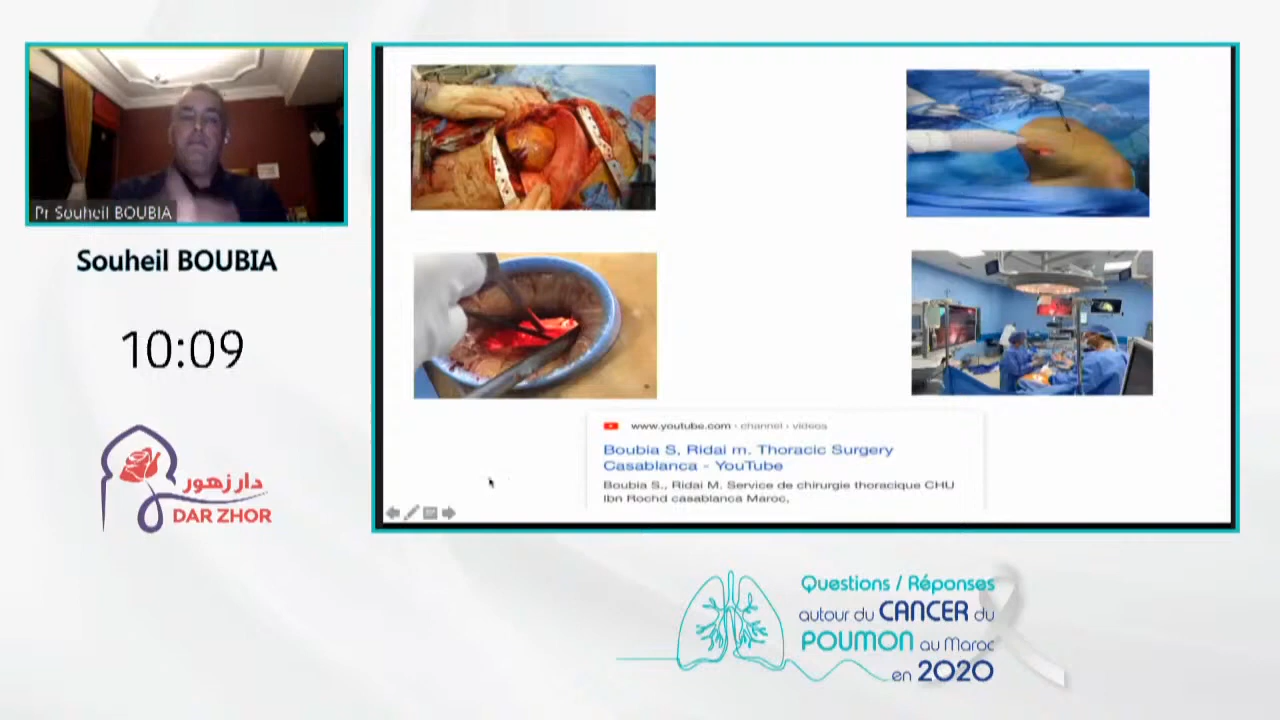 Pr Souheil BOUBIA
Souheil BOUBIA
10:09
دار زهور
DAR ZHOR
www.youtube.com › channel › videos
Boubia S, Ridai m. Thoracic Surgery
Casablanca - YouTube
Boubia S., Ridai M. Service de chirurgie thoracique CHU
Ibn Rochd casablanca Maroc,
Questions / Réponses
autour du CANCER du
POUMON au Maroc
en 2020